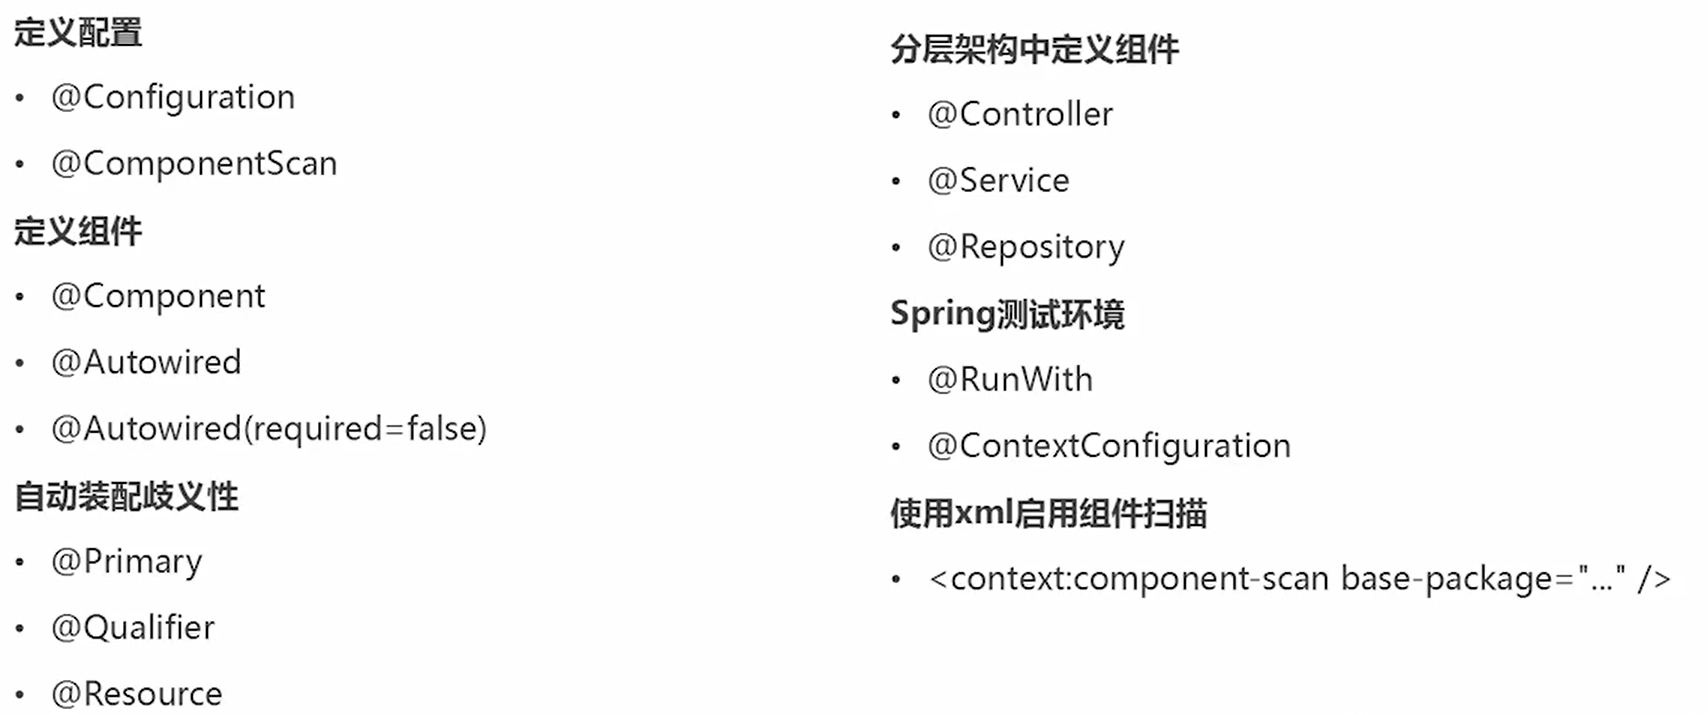 定义配置
• @Configuration
• @ComponentScan
定义组件
• @Component
• @Autowired
• @Autowired(required=false)
自动装配歧义性
• @Primary
• @Qualifier
• @Resource
分层架构中定义组件
• @Controller
• @Service
• @Repository
Spring测试环境
• @RunWith
• @ContextConfiguration
使用xml启用组件扫描
• <context:component-scan base-package="..." />